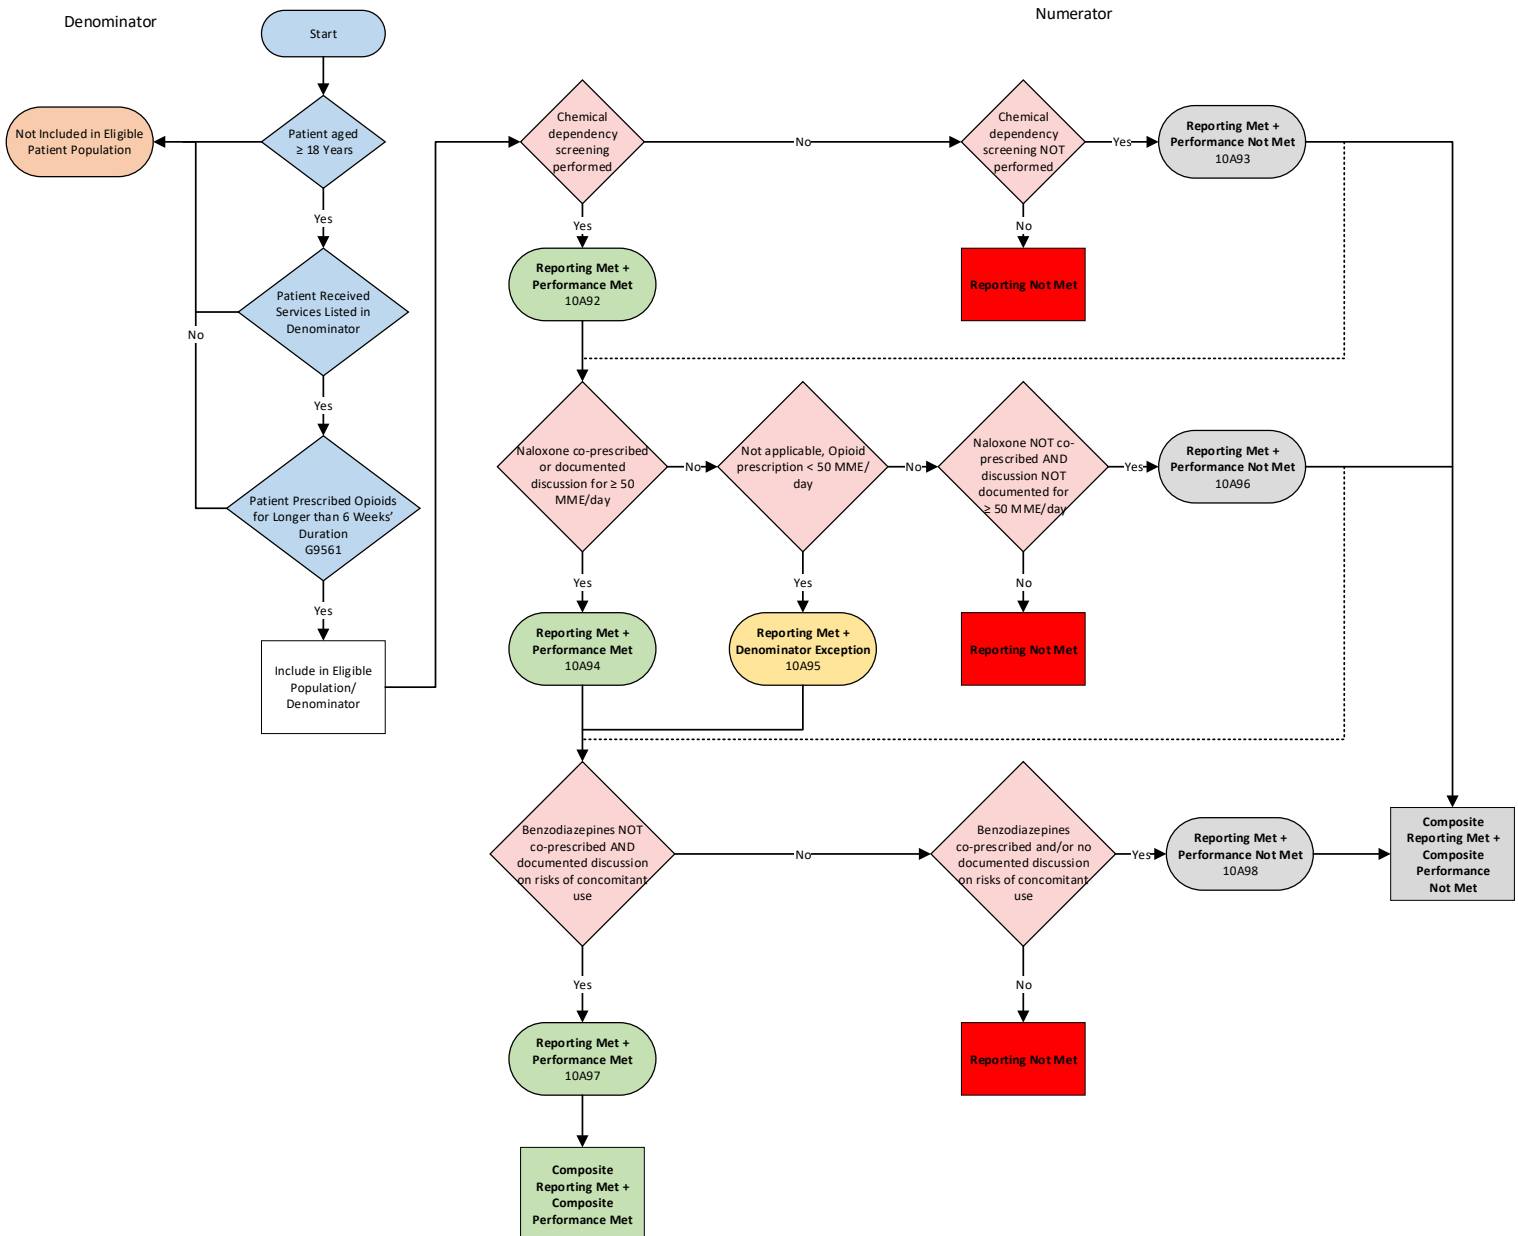 Denominator
Numerator
Start
Patient aged
≥ 18 Years
Not Included in Eligible
Patient Population
Yes
Patient Received
Services Listed in
Denominator
No
Yes
Patient Prescribed Opioids
for Longer than 6 Weeks’
Duration
G9561
Yes
Include in Eligible
Population/
Denominator
Chemical
dependency
screening
performed
No
Chemical
dependency
screening NOT
performed
Yes
Reporting Met +
Performance Not Met
10A93
Yes
No
Reporting Met +
Performance Met
10A92
Reporting Not Met
Naloxone co-prescribed
or documented
discussion for ≥ 50
MME/day
No
Not applicable, Opioid
prescription < 50 MME/
day
No
Naloxone NOT co-
prescribed AND
discussion NOT
documented for
≥ 50 MME/day
Yes
Reporting Met +
Performance Not Met
10A96
Yes
Yes
No
Reporting Met +
Performance Met
10A94
Reporting Met +
Denominator Exception
10A95
Reporting Not Met
Benzodiazepines NOT
co-prescribed AND
documented discussion
on risks of concomitant
use
No
Benzodiazepines
co-prescribed and/or no
documented discussion
on risks of concomitant
use
Yes
Reporting Met +
Performance Not Met
10A98
Composite
Reporting Met +
Composite
Performance
Not Met
Yes
No
Reporting Met +
Performance Met
10A97
Reporting Not Met
Composite
Reporting Met +
Composite
Performance Met